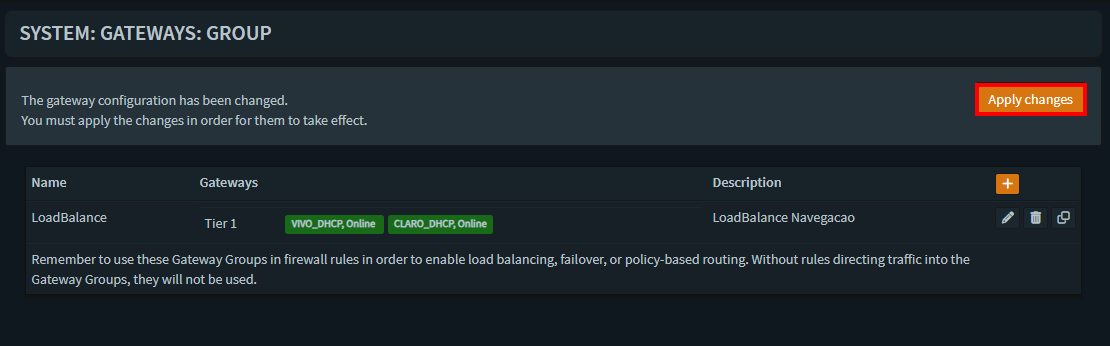 SYSTEM: GATEWAYS: GROUP
The gateway configuration has been changed.
You must apply the changes in order for them to take effect.
Apply changes
Name Gateways Description
LoadBalance Tier 1 VIVO_DHCP, Online CLARO_DHCP, Online LoadBalance Navegacao
Remember to use these Gateway Groups in firewall rules in order to enable load balancing, failover, or policy-based routing. Without rules directing traffic into the
Gateway Groups, they will not be used.